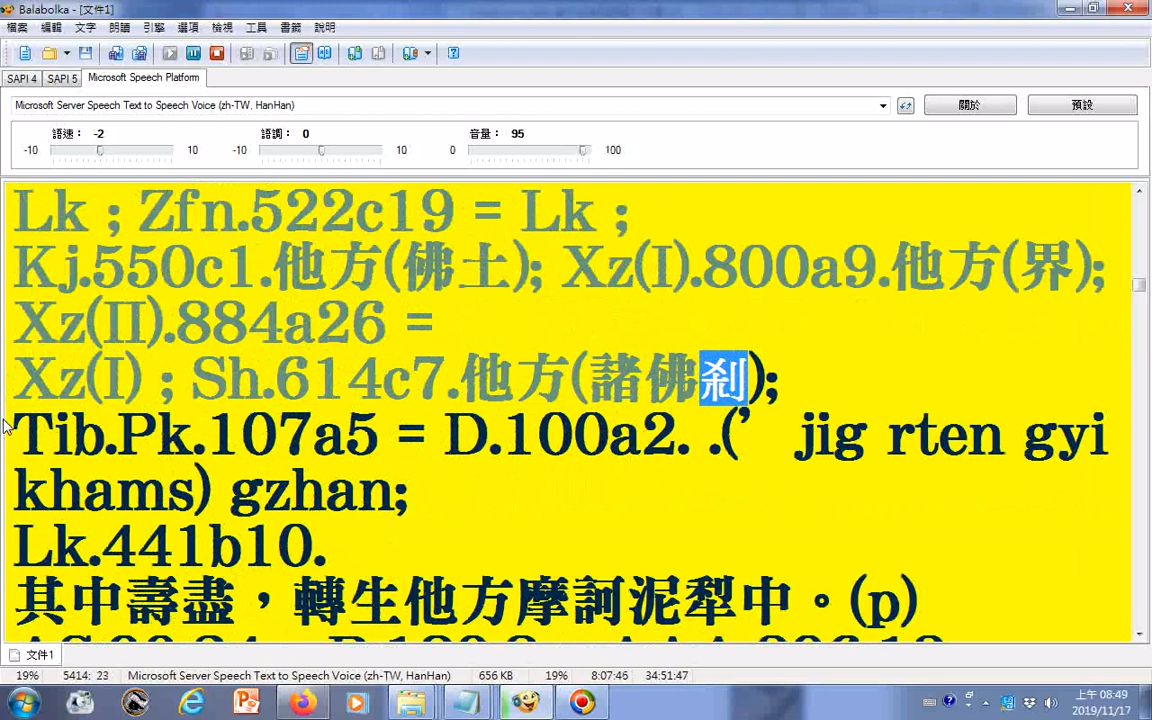 Balabolka - [文件1]
檔案 編輯 文字 朗讀 引擎 選項 檢視 工具 書籤 說明
SAPI 4 SAPI 5 Microsoft Speech Platform
Microsoft Server Speech Text to Speech Voice (zh-TW, HanHan) 關於 預設
語速： -2 語調： 0 音量： 95
-10 10 -10 10 0 100
Lk ; Zfn.522c19 = Lk ;
Kj.550c1.他方(佛土); Xz(I).800a9.他方(界);
Xz(II).884a26 =
Xz(I) ; Sh.614c7.他方(諸佛剎);
Tib.Pk.107a5 = D.100a2. .(’ jig rten gyi
khams) gzhan;
Lk.441b10.
其中壽盡，轉生他方摩訶泥犁中。(p)
文件1
19% 5414: 23 Microsoft Server Speech Text to Speech Voice (zh-TW, HanHan) 656 KB 19% 8:07:46 34:51:47
上午 08:49
2019/11/17